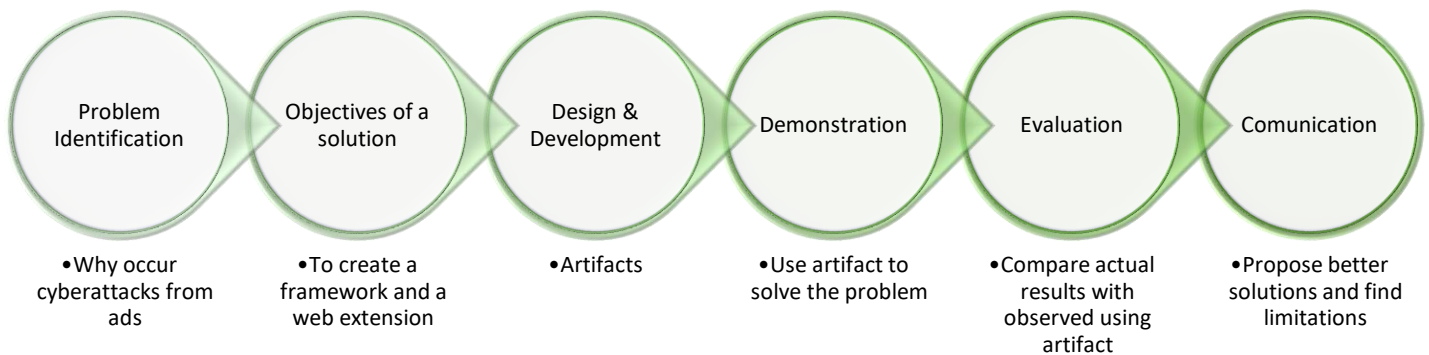 Problem
Identification
Objectives of a
solution
Design &
Development
Demonstration
Evaluation
Comunication
•Why occur
cyberattacks from
ads
•To create a
framework and a
web extension
•Artifacts
•Use artifact to
solve the problem
•Compare actual
results with
observed using
artifact
•Propose better
solutions and find
limitations